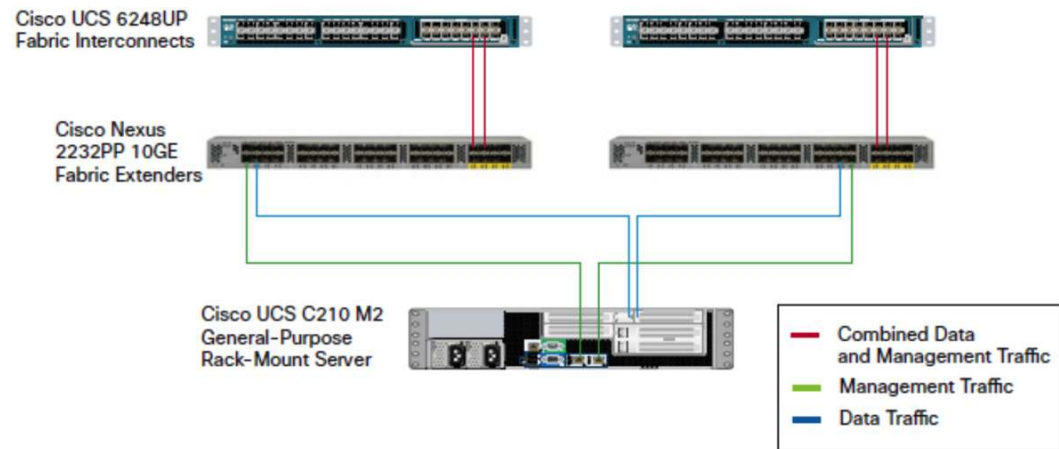 Cisco UCS 6248UP
Fabric Interconnects
Cisco Nexus
2232PP 10GE
Fabric Extenders
Cisco UCS C210 M2
General-Purpose
Rack-Mount Server
Combined Data
and Management Traffic
Management Traffic
Data Traffic